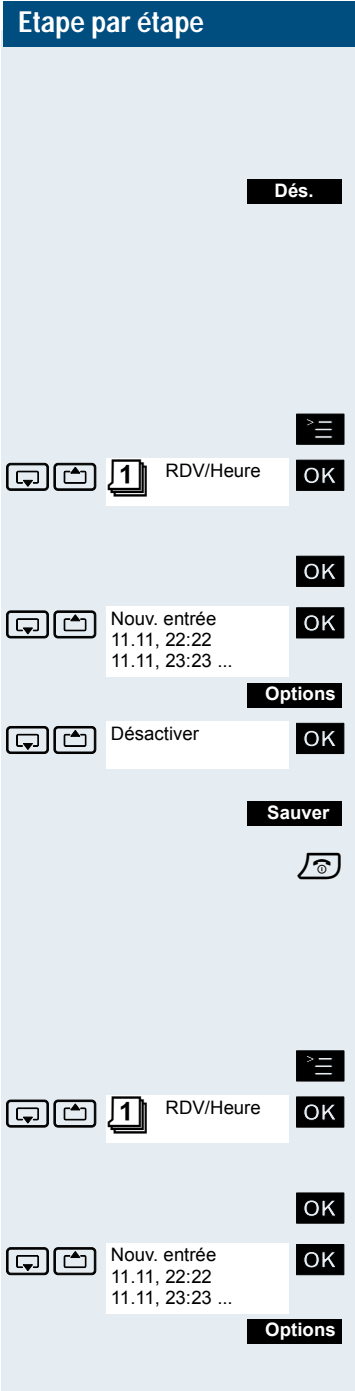 Etape par étape
Dés.
1 RDV/Heure OK
OK
Nouv. entrée OK
11.11, 22:22
11.11, 23:23 ...
Options
Désactiver OK
Sauver
1 RDV/Heure OK
OK
Nouv. entrée OK
11.11, 22:22
11.11, 23:23 ...
Options